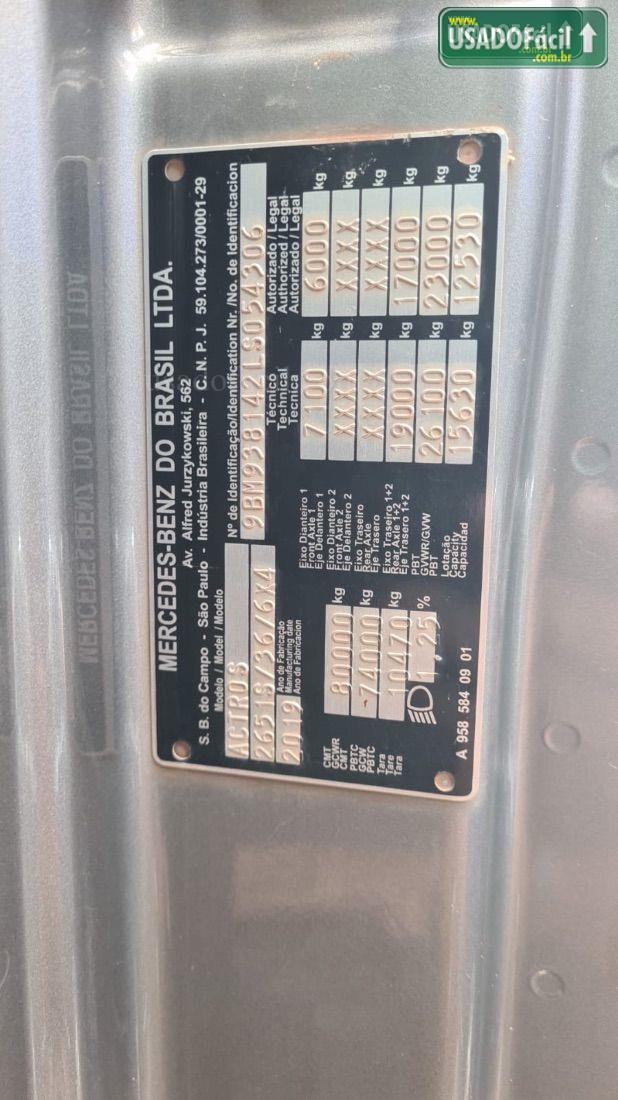 www.
USADOFácil
.com.br
MERCEDES-BENZ DO BRASIL LTDA.
Av. Alfred Jurzykowski, 562
S. B. do Campo - São Paulo - Indústria Brasileira - C. N. P. J. 59.104.273/0001-29
Modelo / Model / Modelo
Nº de Identificação/Identification Nr. /No. de Identificacion
ACTROS
9BM938142LS054306
2651S/36/6X4
2019
Ano de Fabricação
Manufacturing date
Ano de Fabricacion
Técnico
Technical
Tecnica
Autorizado / Legal
Authorized / Legal
Autorizado / Legal
Eixo Dianteiro 1
Front Axle 1
Eje Delantero 1
7100 kg
6000 kg
Eixo Dianteiro 2
Front Axle 2
Eje Delantero 2
XXXX kg
XXXX kg
Eixo Traseiro
Rear Axle
Eje Trasero
XXXX kg
XXXX kg
Eixo Traseiro 1+2
Rear Axle 1+2
Eje Trasero 1+2
19000 kg
17000 kg
PBT
GVWR/GVW
PBT
26100 kg
23000 kg
Lotação
Capacity
Capacidad
15630 kg
12530 kg
CMT
GCWR
CMT
80000 kg
PBTC
GCW
PBTC
74000 kg
Tara
Tare
Tara
10470 kg
1,25 %
A 958 584 09 01